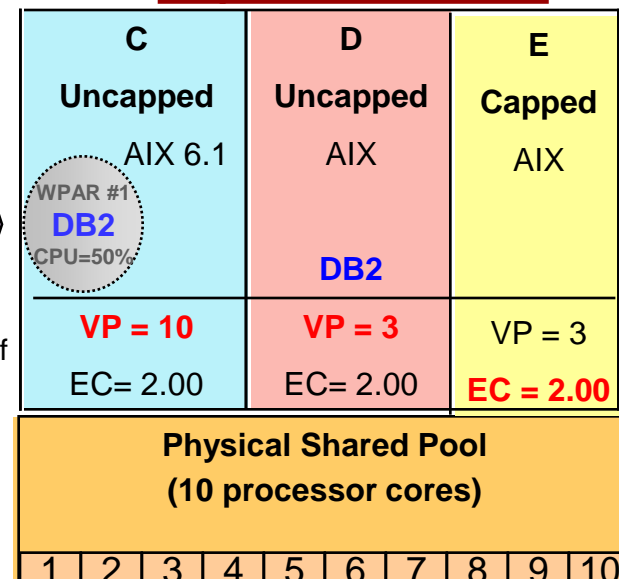 C
Uncapped
AIX 6.1
WPAR #1
DB2
CPU=50%
VP = 10
EC= 2.00
D
Uncapped
AIX
DB2
VP = 3
EC= 2.00
E
Capped
AIX
VP = 3
EC = 2.00
f
Physical Shared Pool
(10 processor cores)
1 2 3 4 5 6 7 8 9 10